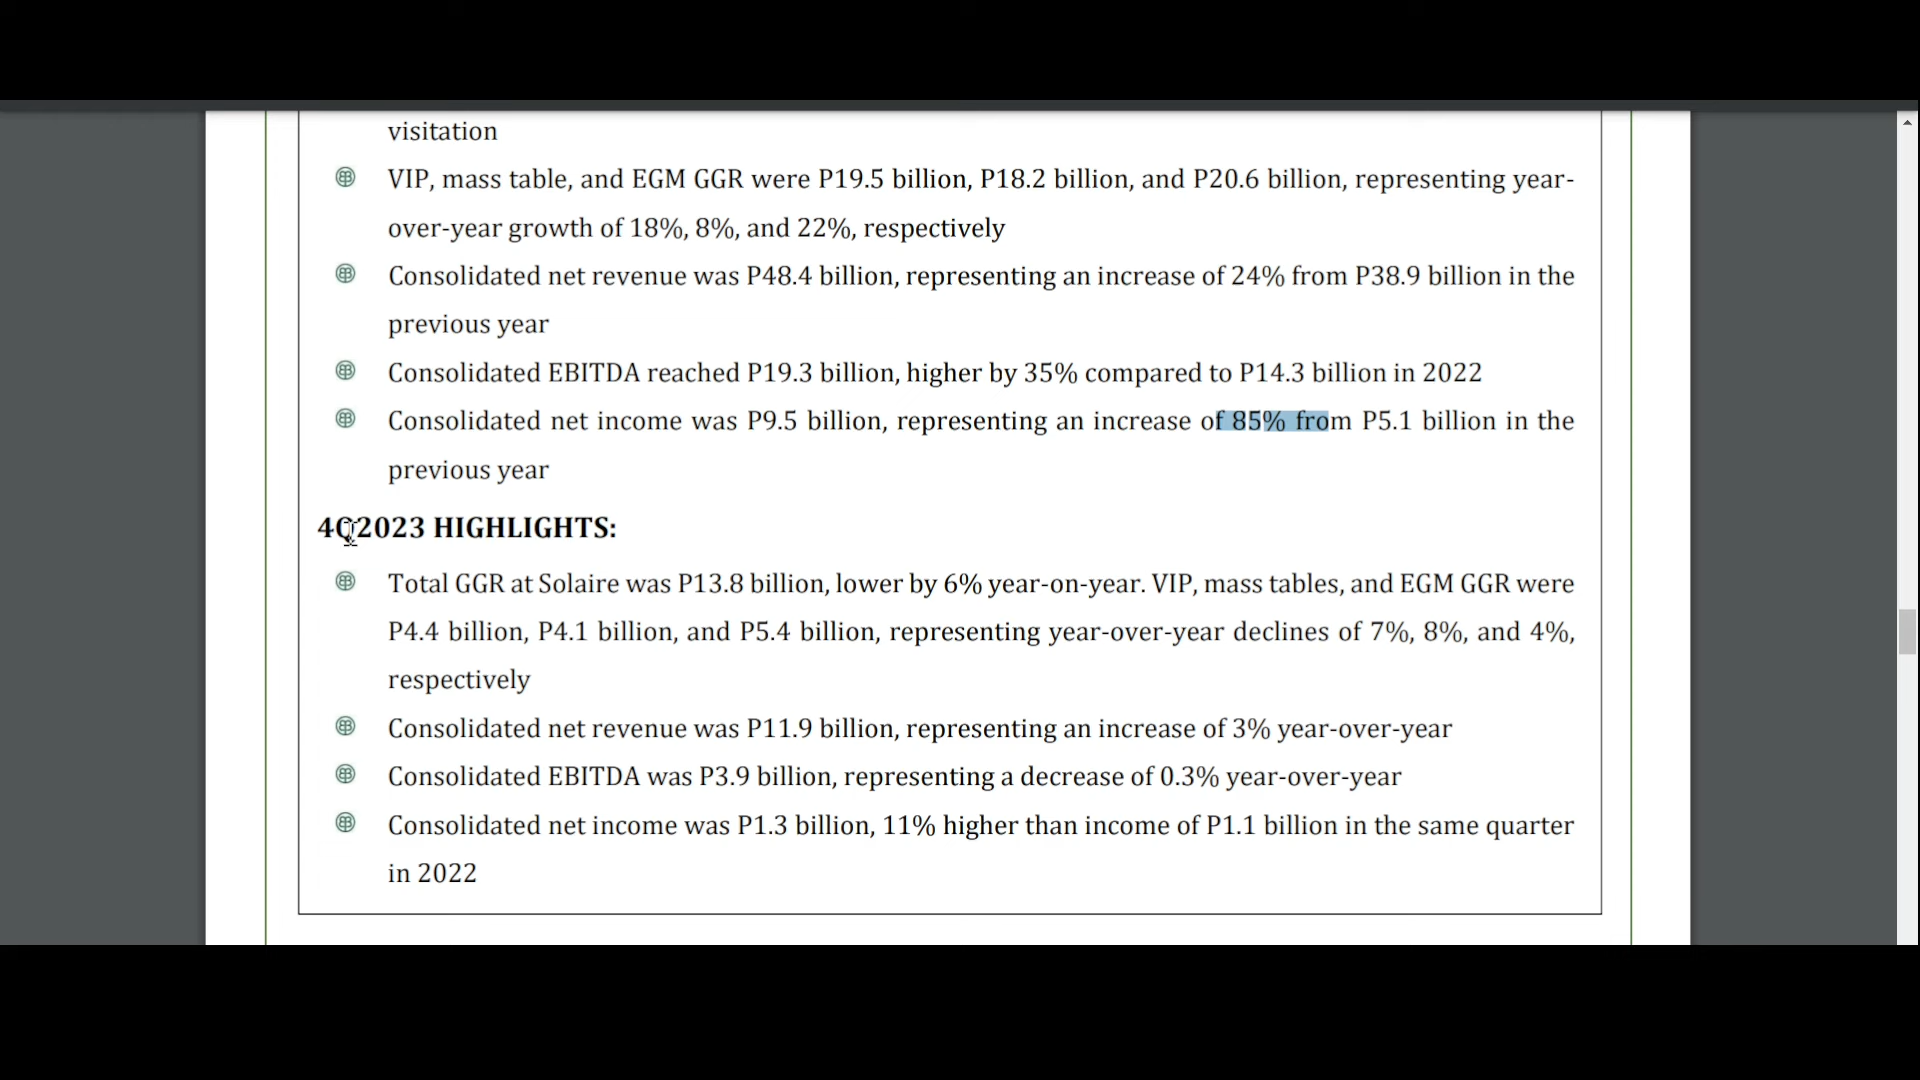 visitation
VIP, mass table, and EGM GGR were P19.5 billion, P18.2 billion, and P20.6 billion, representing year-
over-year growth of 18%, 8%, and 22%, respectively
Consolidated net revenue was P48.4 billion, representing an increase of 24% from P38.9 billion in the
previous year
Consolidated EBITDA reached P19.3 billion, higher by 35% compared to P14.3 billion in 2022
Consolidated net income was P9.5 billion, representing an increase of 85% from P5.1 billion in the
previous year
4Q2023 HIGHLIGHTS:
Total GGR at Solaire was P13.8 billion, lower by 6% year-on-year. VIP, mass tables, and EGM GGR were
P4.4 billion, P4.1 billion, and P5.4 billion, representing year-over-year declines of 7%, 8%, and 4%,
respectively
Consolidated net revenue was P11.9 billion, representing an increase of 3% year-over-year
Consolidated EBITDA was P3.9 billion, representing a decrease of 0.3% year-over-year
Consolidated net income was P1.3 billion, 11% higher than income of P1.1 billion in the same quarter
in 2022